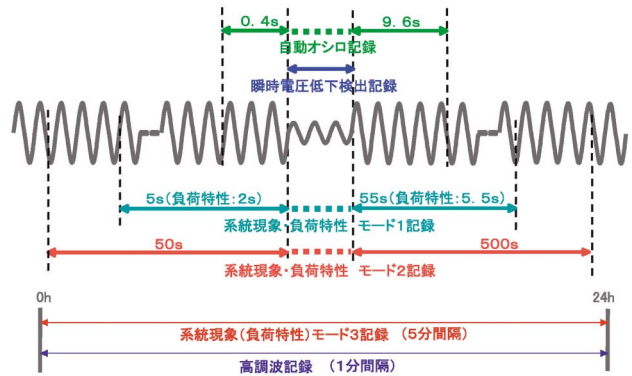 0.4s
9.6s
自動オシロ記録
瞬時電圧低下検出記録
5s(負荷特性:2s)
55s(負荷特性:5.5s)
系統現象・負荷特性 モード1記録
50s
500s
系統現象・負荷特性 モード2記録
0h
24h
系統現象(負荷特性)モード3記録 (5分間隔)
高調波記録 (1分間隔)